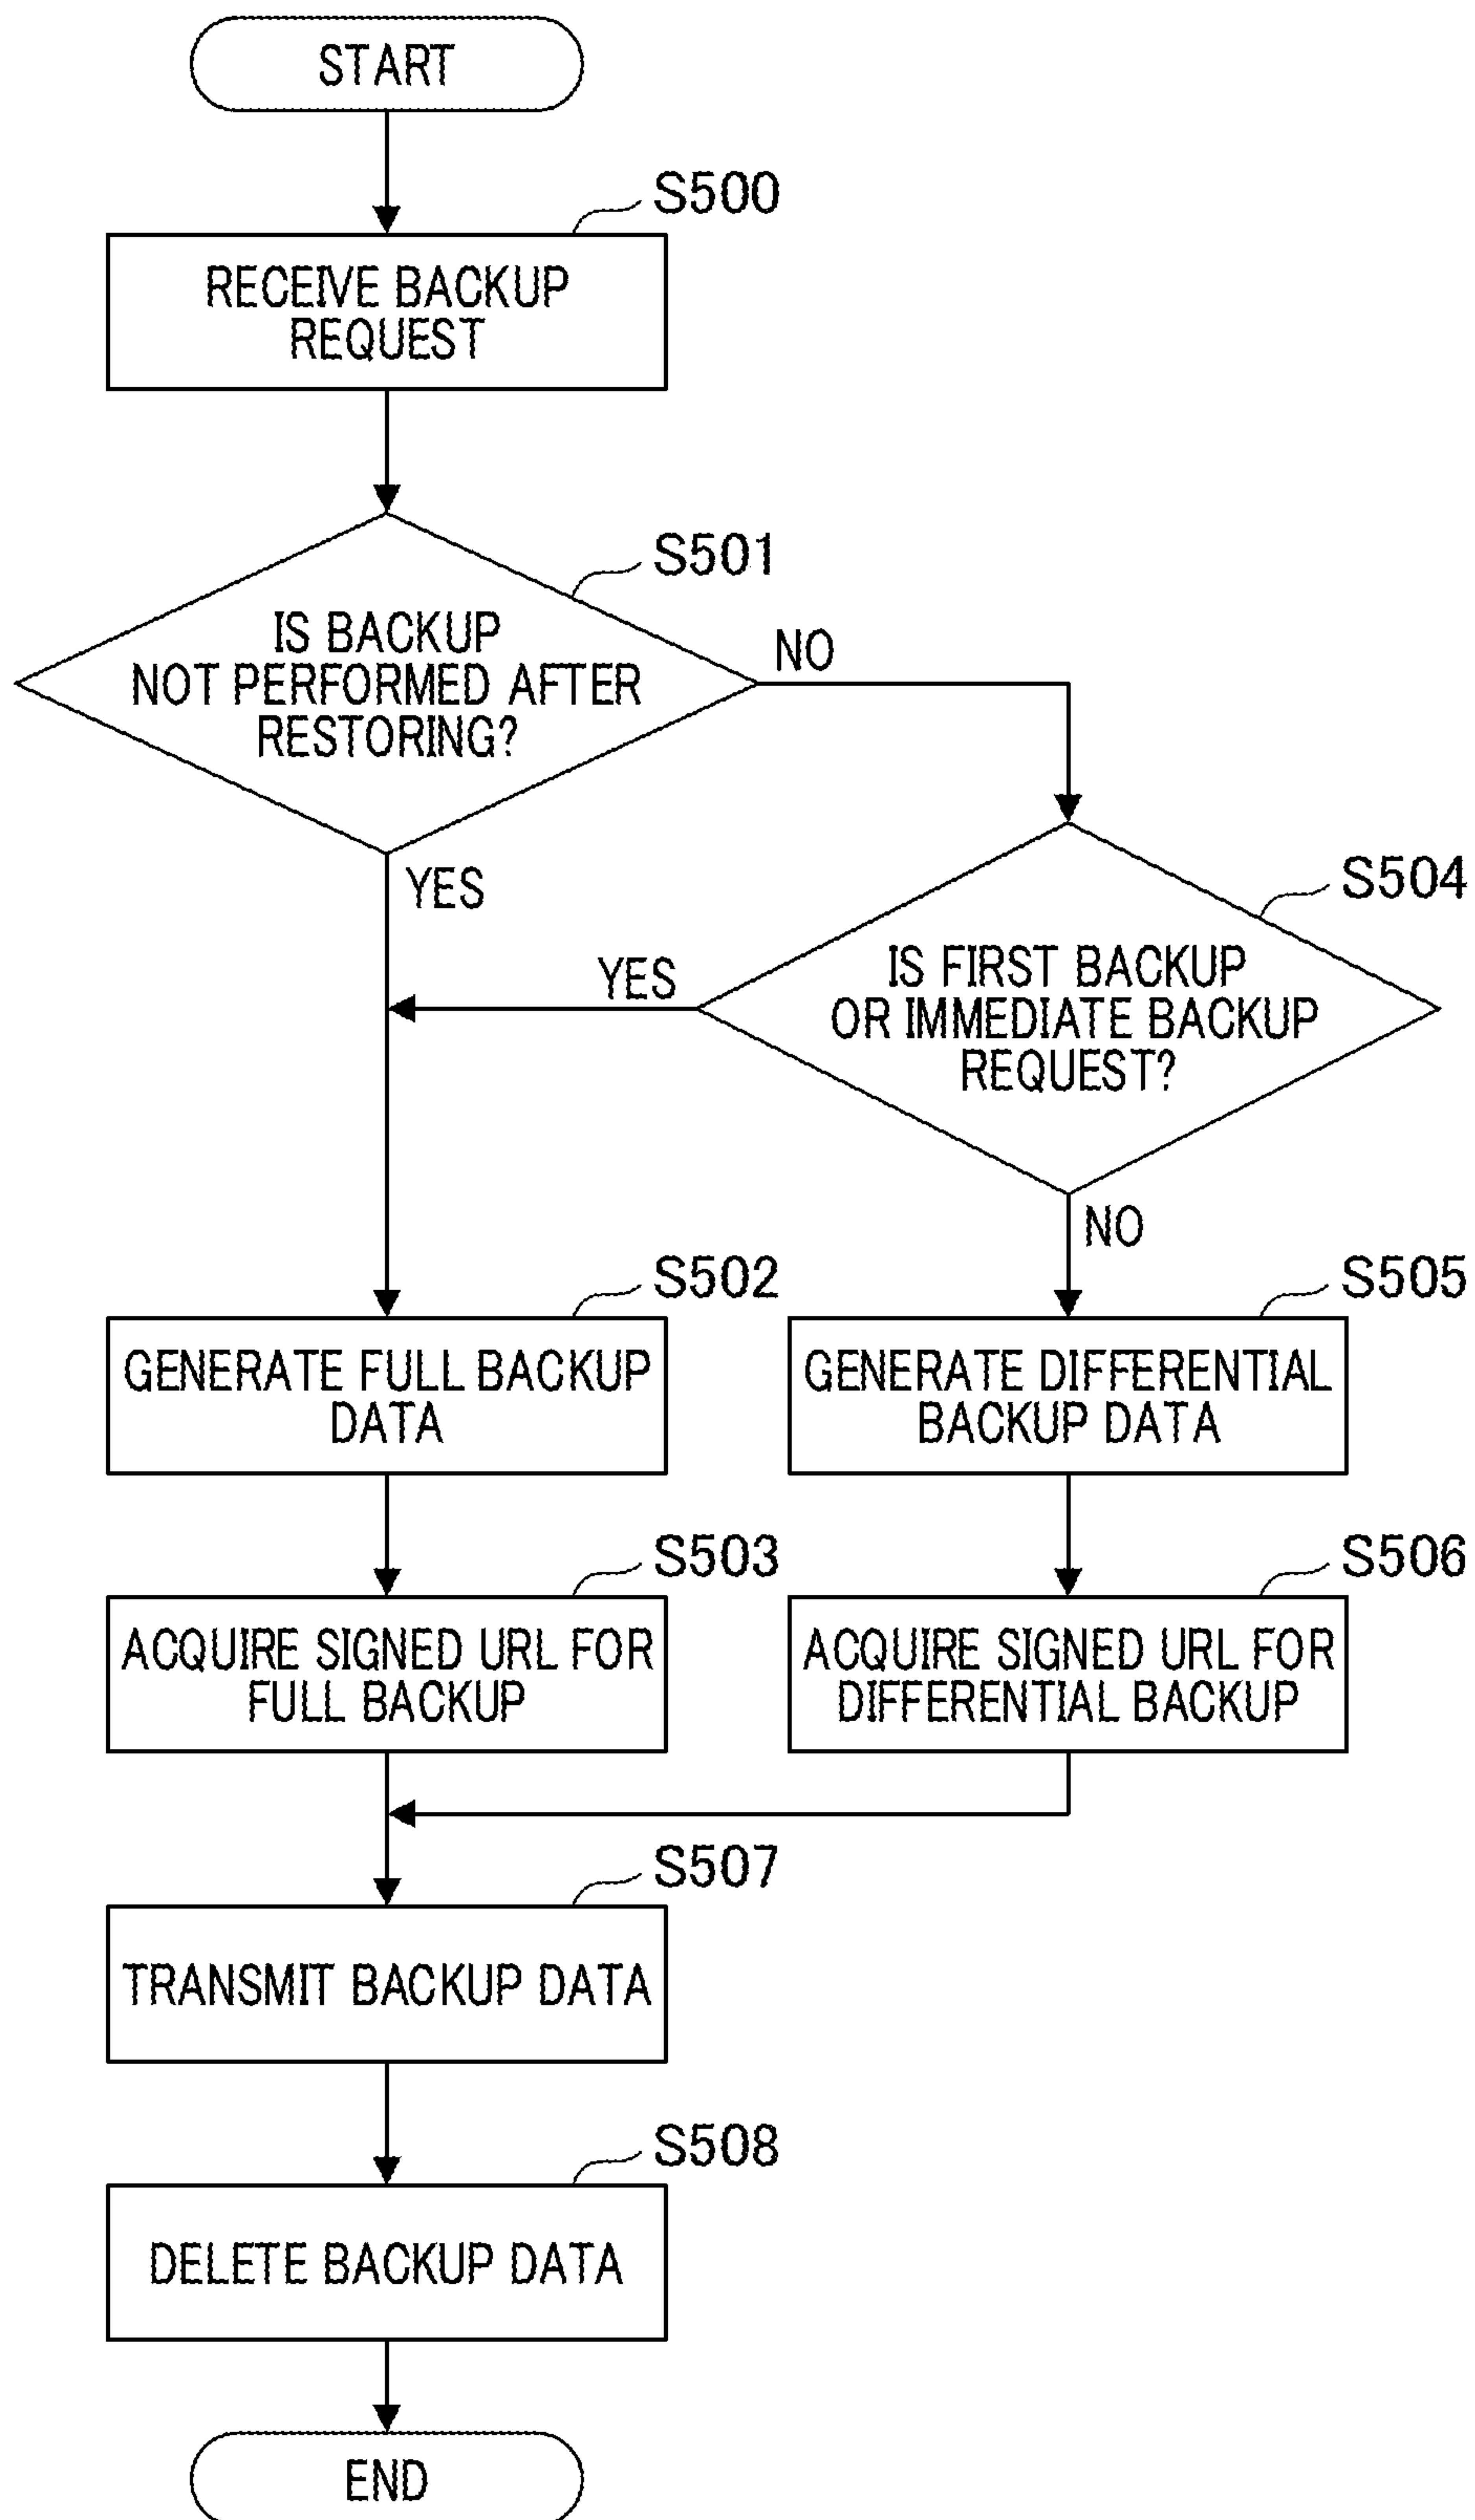 START
S500
RECEIVE BACKUP
REQUEST
S501
IS BACKUP
NOT PERFORMED AFTER
RESTORING?
NO
YES
S504
IS FIRST BACKUP
OR IMMEDIATE BACKUP
REQUEST?
YES
NO
S502
GENERATE FULL BACKUP
DATA
S505
GENERATE DIFFERENTIAL
BACKUP DATA
S503
ACQUIRE SIGNED URL FOR
FULL BACKUP
S506
ACQUIRE SIGNED URL FOR
DIFFERENTIAL BACKUP
S507
TRANSMIT BACKUP DATA
S508
DELETE BACKUP DATA
END